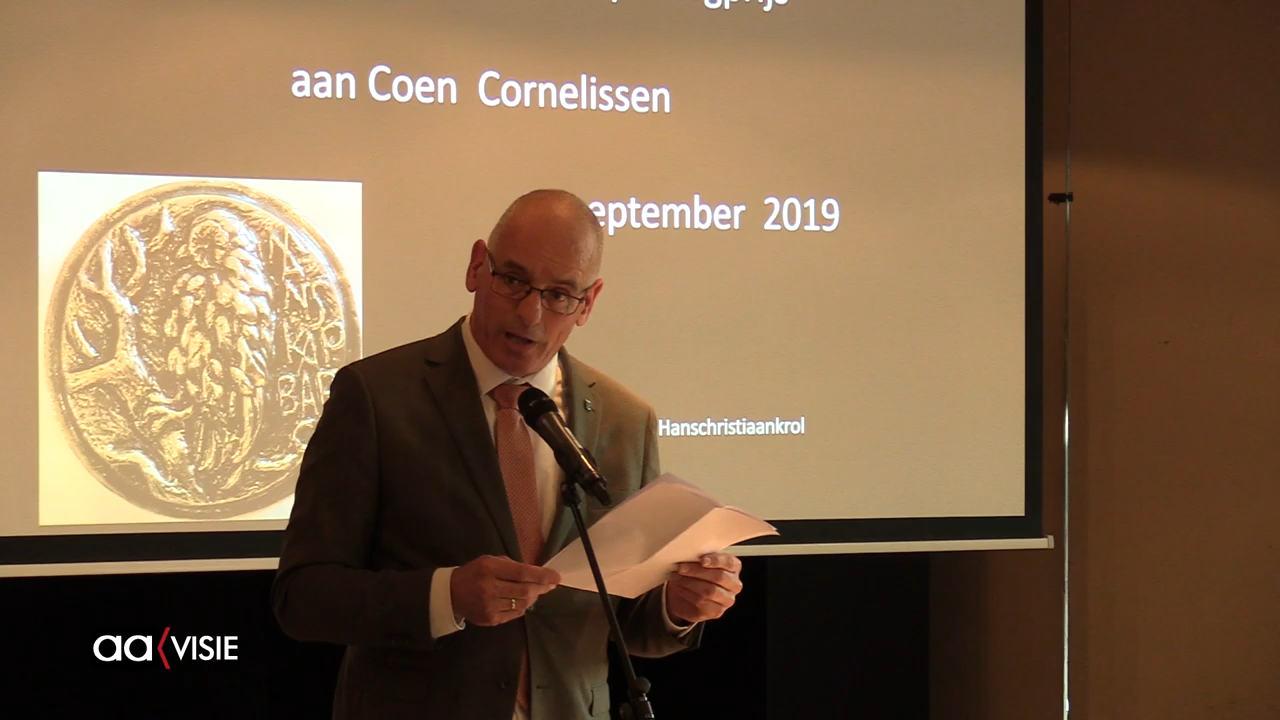 aan Coen Cornelissen
eptember 2019
Hanschristiaankrol
aa VISIE